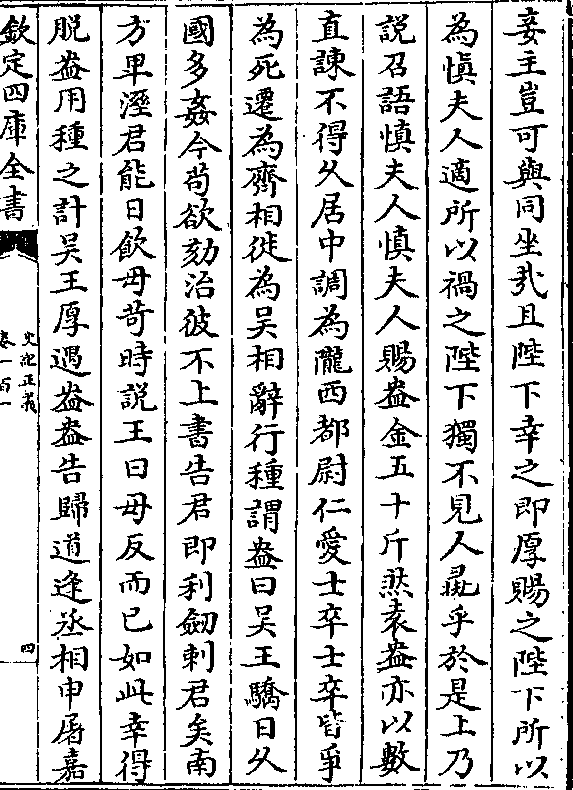 妾主豈可與同坐㢤且陛下幸之即厚賜之陛下所以
為慎夫人適所以禍之陛下獨不見人彘乎於是上乃
説召語慎夫人慎夫人賜盎金五十斤然袁盎亦以數
直諫不得久居中調為隴西都尉仁愛士卒士卒皆爭
為死遷為齊相徙為吳相辭行種謂盎曰吳王驕日久
國多姦今茍欲劾治彼不上書告君即利劒刺君矣南
方卑溼君能日飲毋苛時説王曰毋反而已如此幸得
脱盎用種之計吳王厚遇盎盎告歸道逢丞相申屠嘉
欽定四庫全書
史記正義
卷一百一
四